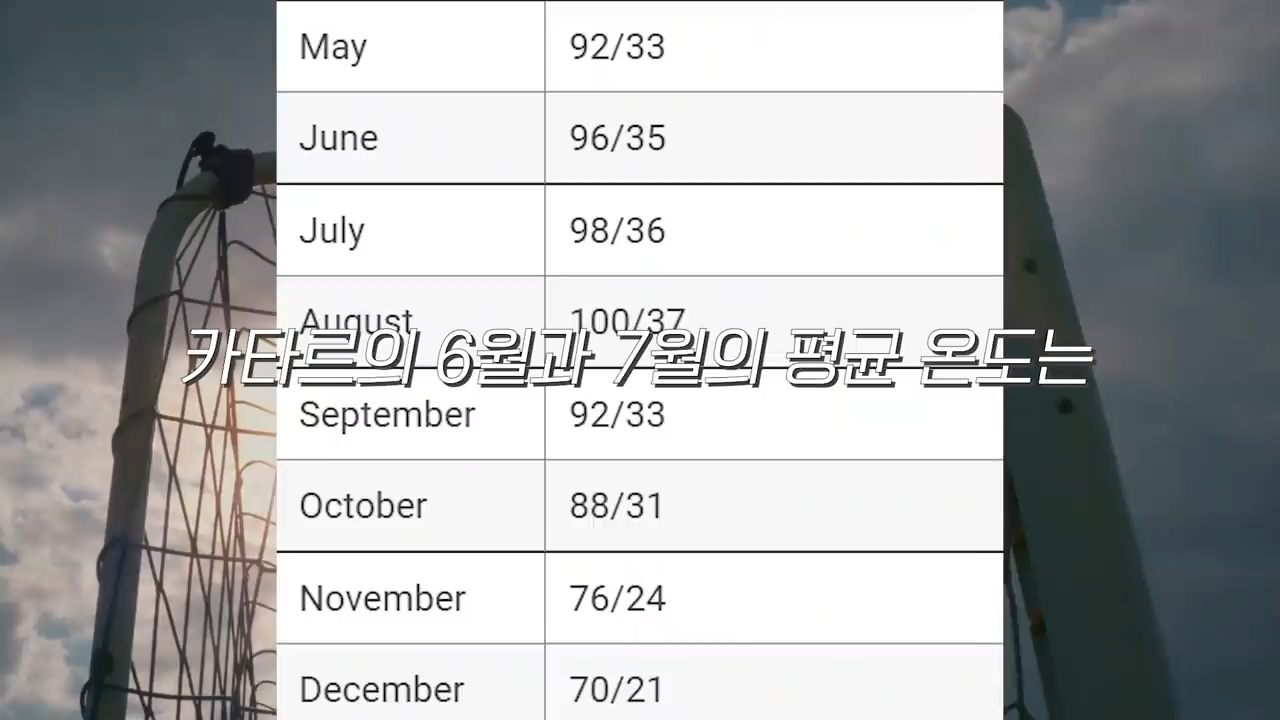 May 92/33
June 96/35
July 98/36
August 100/37
카타르의 6월과 7월의 평균 온도는
September 92/33
October 88/31
November 76/24
December 70/21